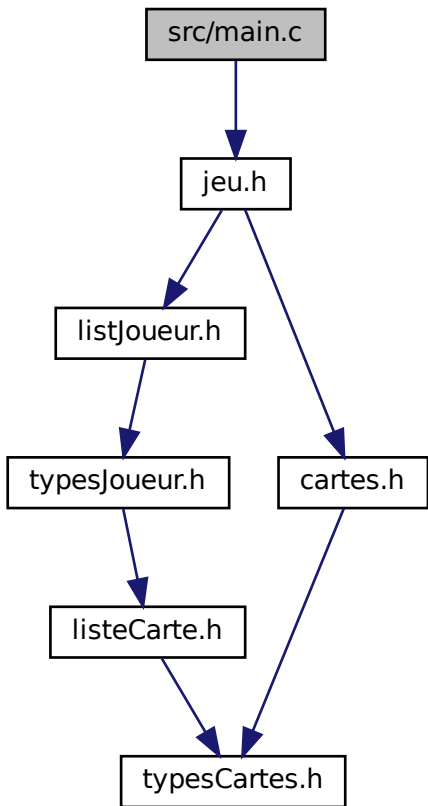 src/main.c
jeu.h
listJoueur.h
typesJoueur.h
cartes.h
listeCarte.h
typesCartes.h